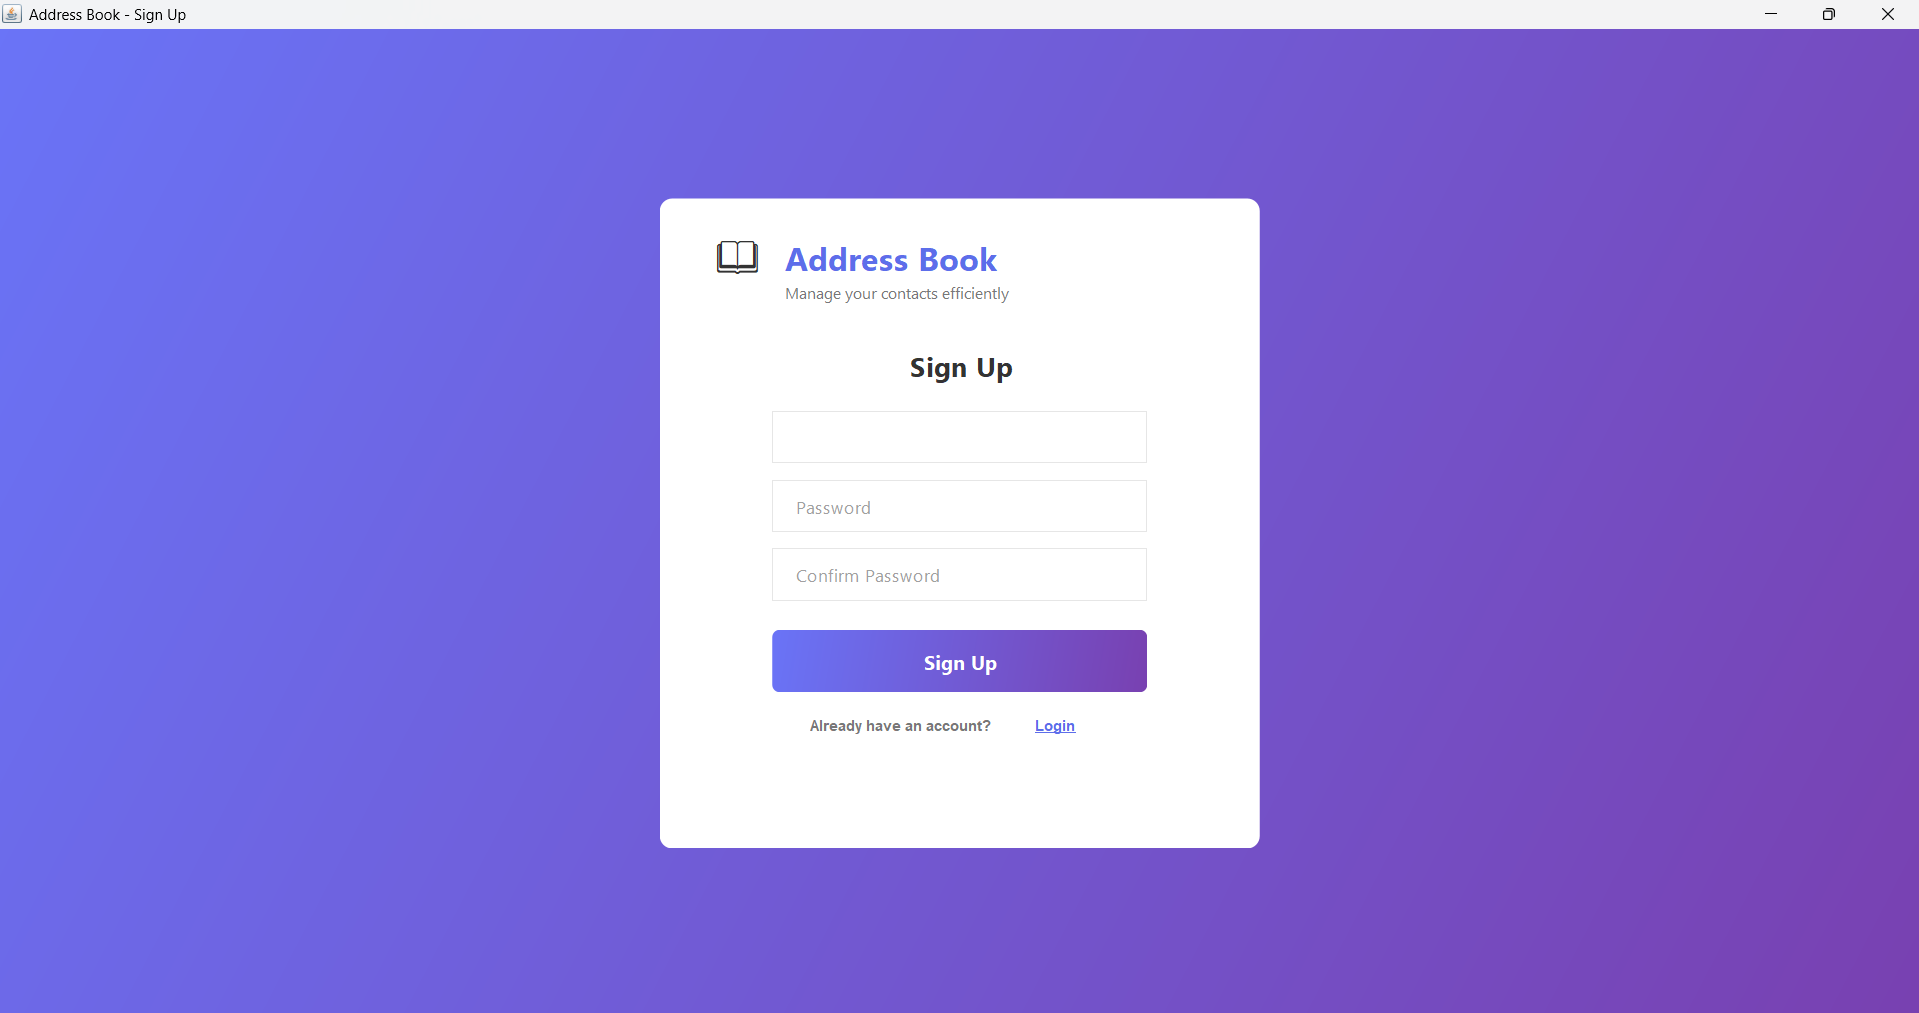 Address Book - Sign Up
Address Book
Manage your contacts efficiently
Sign Up
Password
Confirm Password
Sign Up
Already have an account? Login